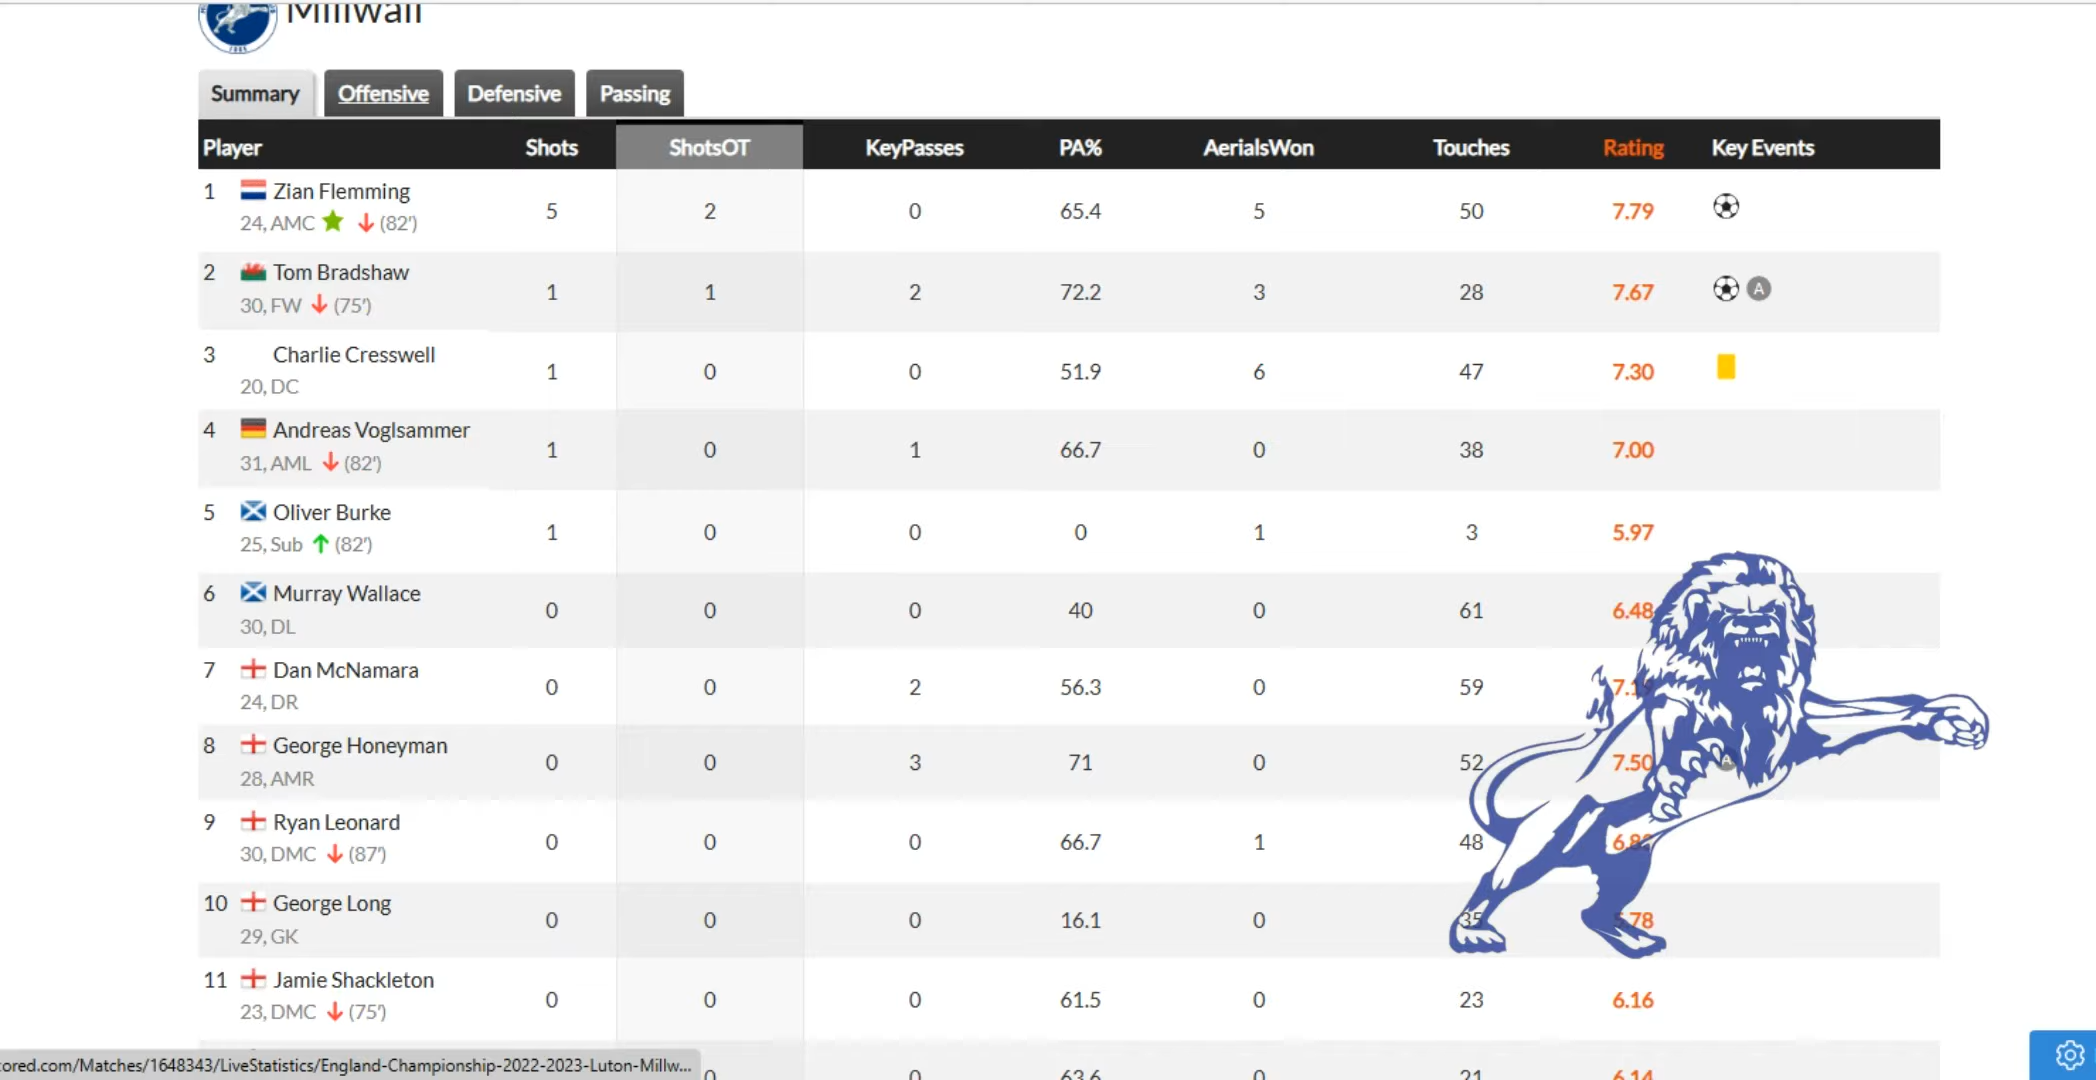 Millwall
Summary Offensive Defensive Passing
Player Shots ShotsOT KeyPasses PA% AerialsWon Touches Rating Key Events
1 Zian Flemming 5 2 0 65.4 5 50 7.79
24, AMC (82')
2 Tom Bradshaw 1 1 2 72.2 3 28 7.67 A
30, FW (75')
3 Charlie Cresswell 1 0 0 51.9 6 47 7.30
20, DC
4 Andreas Voglsammer 1 0 1 66.7 0 38 7.00
31, AML (82')
5 Oliver Burke 1 0 0 0 1 3 5.97
25, Sub (82')
6 Murray Wallace 0 0 0 40 0 61 6.48
30, DL
7 Dan McNamara 0 0 2 56.3 0 59
24, DR
8 George Honeyman 0 0 3 71 0 52 7.50 A
28, AMR
9 Ryan Leonard 0 0 0 66.7 1 48
30, DMC (87')
10 George Long 0 0 0 16.1 0 35
29, GK
11 Jamie Shackleton 0 0 0 61.5 0 23 6.16
23, DMC (75')
0 0 63.6 0 21 6.14
cored.com/Matches/1648343/LiveStatistics/England-Championship-2022-2023-Luton-Millw...